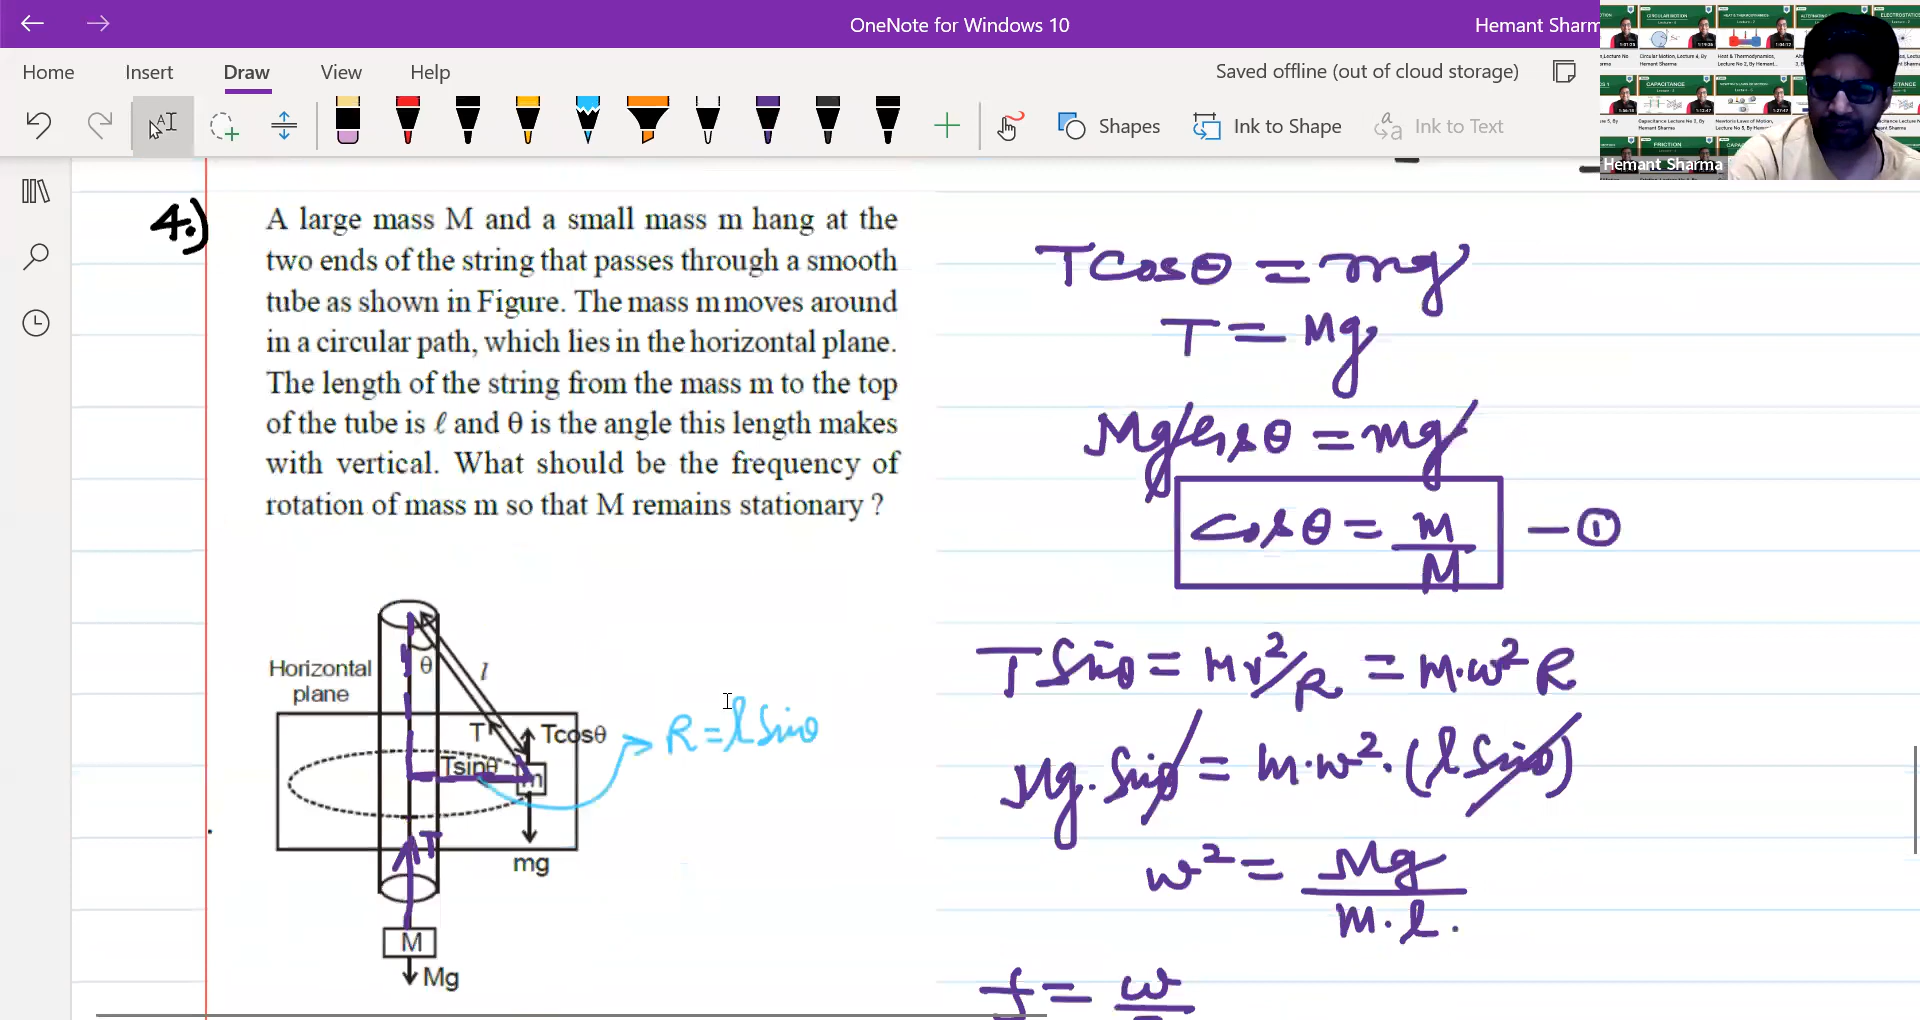 OneNote for Windows 10
Hemant Sharm
Home Insert Draw View Help
Saved offline (out of cloud storage)
Shapes Ink to Shape Ink to Text
Hemant Sharma
4.)
A large mass M and a small mass m hang at the
two ends of the string that passes through a smooth
tube as shown in Figure. The mass m moves around
in a circular path, which lies in the horizontal plane.
The length of the string from the mass m to the top
of the tube is ℓ and θ is the angle this length makes
with vertical. What should be the frequency of
rotation of mass m so that M remains stationary ?
Horizontal
plane
θ
l
T
Tcosθ
Tsinθ
m
mg
T
M
Mg
R = l Sinθ
T Cosθ = mg
T = Mg
Mg Cosθ = mg
Cosθ = m/M — ①
T Sinθ = mv²/R = m·w²R
Mg. Sinθ = m·w².(l Sinθ)
w² = Mg/m.l.
f = w